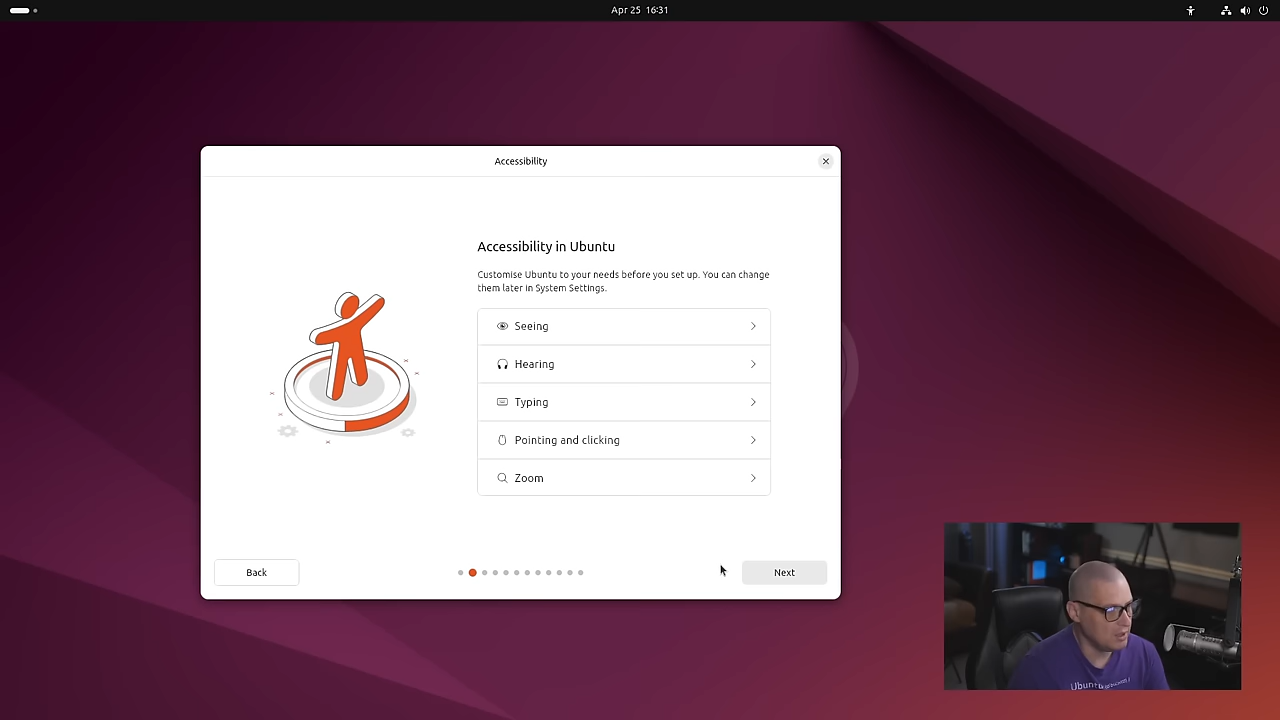 Apr 25 16:31
Accessibility
Accessibility in Ubuntu
Customise Ubuntu to your needs before you set up. You can change
them later in System Settings.
Seeing
Hearing
Typing
Pointing and clicking
Zoom
Back
Next